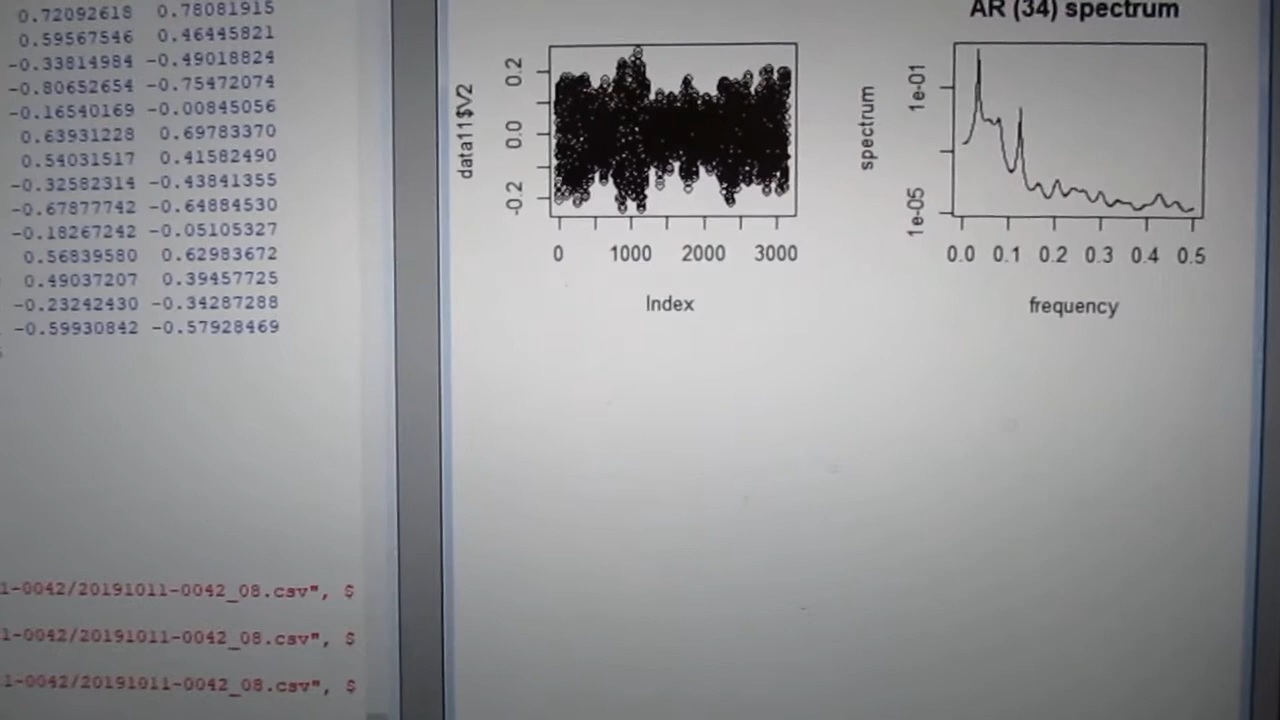 0.72092618 0.78081915
0.59567546 0.46445821
-0.33814984 -0.49018824
-0.80652654 -0.75472074
-0.16540169 -0.00845056
0.63931228 0.69783370
0.54031517 0.41582490
-0.32582314 -0.43841355
-0.67877742 -0.64884530
-0.18267242 -0.05105327
0.56839580 0.62983672
0.49037207 0.39457725
-0.23242430 -0.34287288
-0.59930842 -0.57928469
1-0042/20191011-0042_08.csv", $
1-0042/20191011-0042_08.csv", $
1-0042/20191011-0042_08.csv", $
data11$V2
0.2
0.0
-0.2
0 1000 2000 3000
Index
AR (34) spectrum
spectrum
1e-01
1e-05
0.0 0.1 0.2 0.3 0.4 0.5
frequency